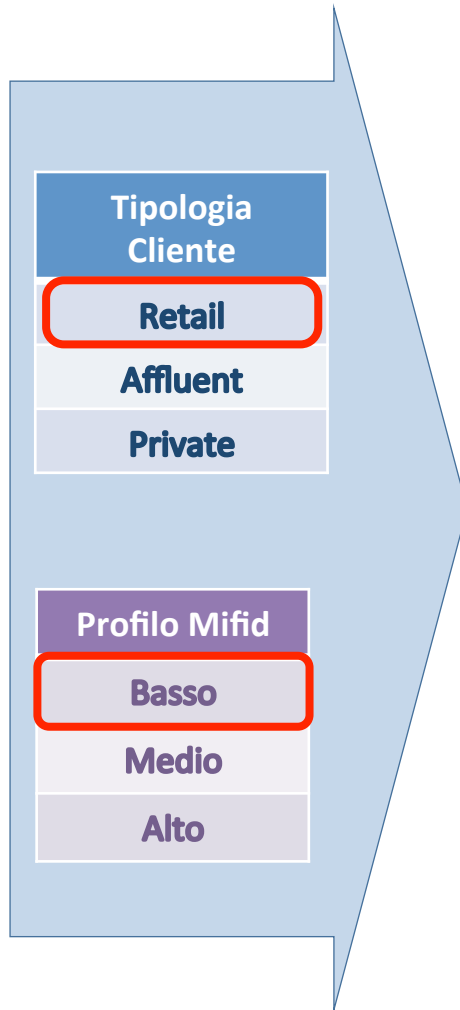 Tipologia
Cliente
Retail
Affluent
Private
Profilo Mifid
Basso
Medio
Alto